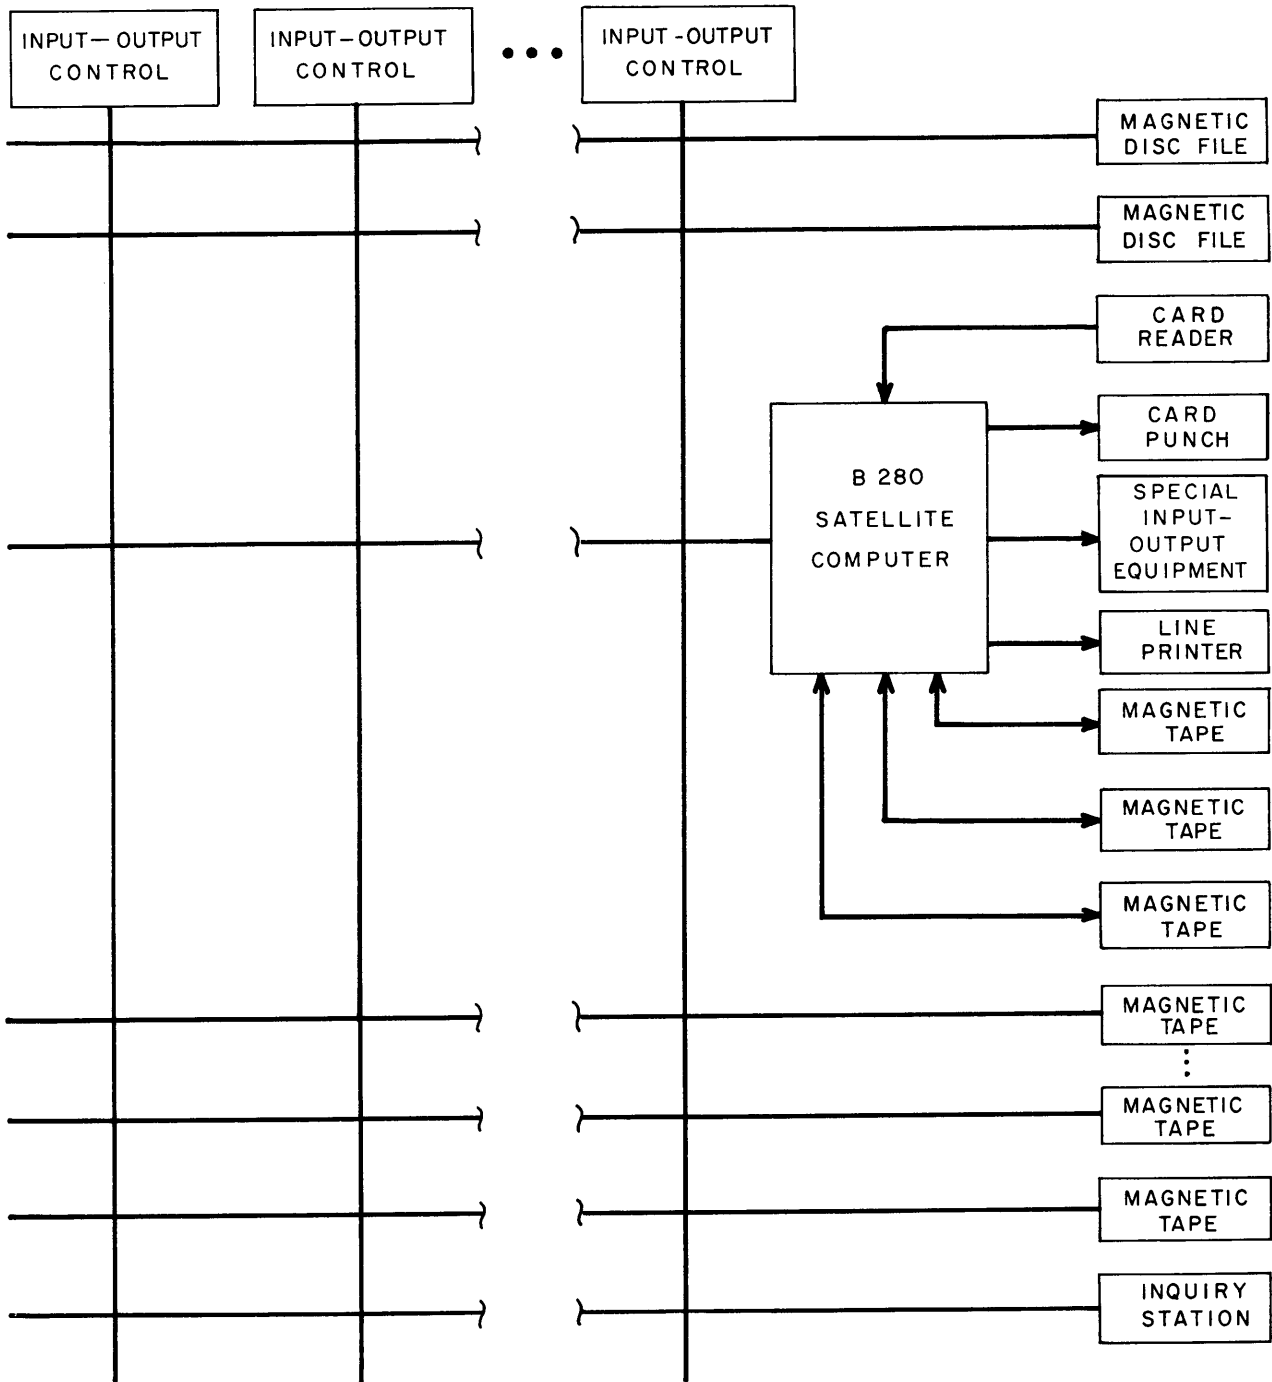 INPUT—OUTPUT
CONTROL
INPUT—OUTPUT
CONTROL
INPUT-OUTPUT
CONTROL
MAGNETIC
DISC FILE
MAGNETIC
DISC FILE
CARD
READER
CARD
PUNCH
B 280
SATELLITE
COMPUTER
SPECIAL
INPUT—
OUTPUT
EQUIPMENT
LINE
PRINTER
MAGNETIC
TAPE
MAGNETIC
TAPE
MAGNETIC
TAPE
MAGNETIC
TAPE
MAGNETIC
TAPE
MAGNETIC
TAPE
INQUIRY
STATION